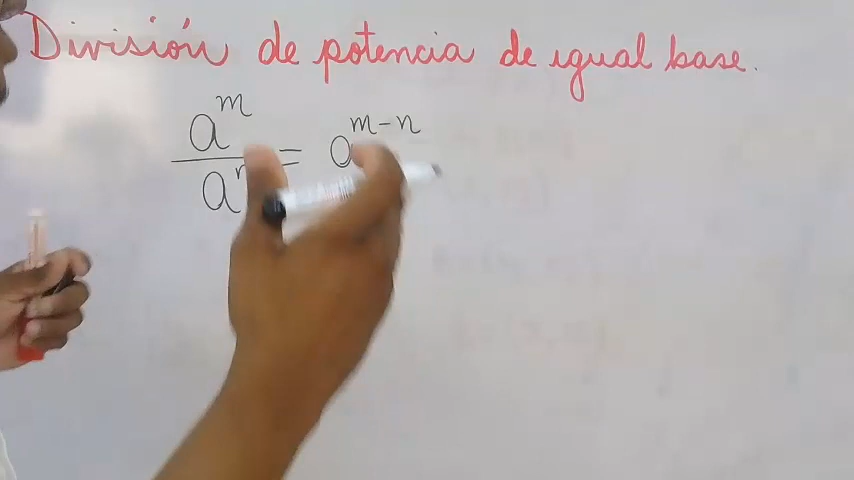 División de potencia de igual base.
a^m / a^n = a^(m-n)